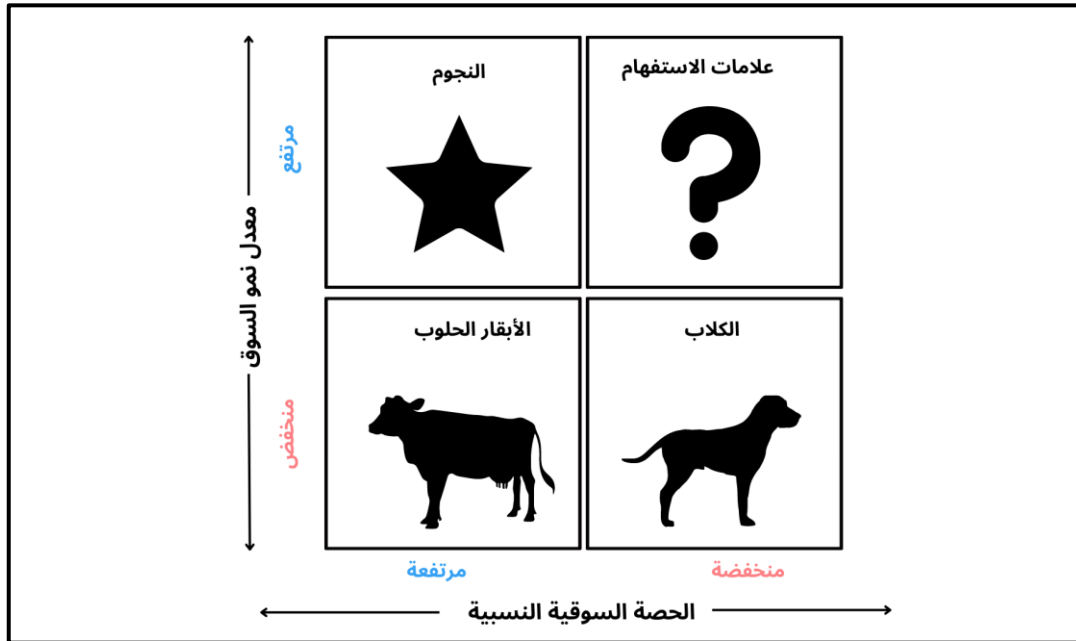 علامات الاستفهام
النجوم
مرتفع
معدل نمو السوق
الكلاب
الأبقار الحلوب
منخفض
منخفضة
مرتفعة
الحصة السوقية النسبية